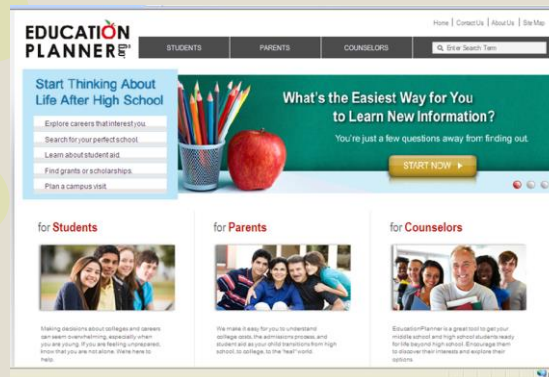 Home | Contact Us | About Us | Site Map
EDUCATION
PLANNER.ORG
STUDENTS
PARENTS
COUNSELORS
Enter Search Term
Start Thinking About
Life After High School
Explore careers that interest you.
Search for your perfect school.
Learn about student aid.
Find grants or scholarships.
Plan a campus visit.
What's the Easiest Way for You
to Learn New Information?
You're just a few questions away from finding out.
START NOW
for Students
for Parents
for Counselors
Making decisions about colleges and careers
can seem overwhelming, especially when
you are young. If you are feeling unprepared,
know that you are not alone. We're here to
help.
We make it easy for you to understand
college costs, the admissions process, and
student aid as your child transitions from high
school, to college, to the "real" world.
EducationPlanner is a great tool to get your
middle school and high school students ready
for life beyond high school. Encourage them
to discover their interests and explore their
options.